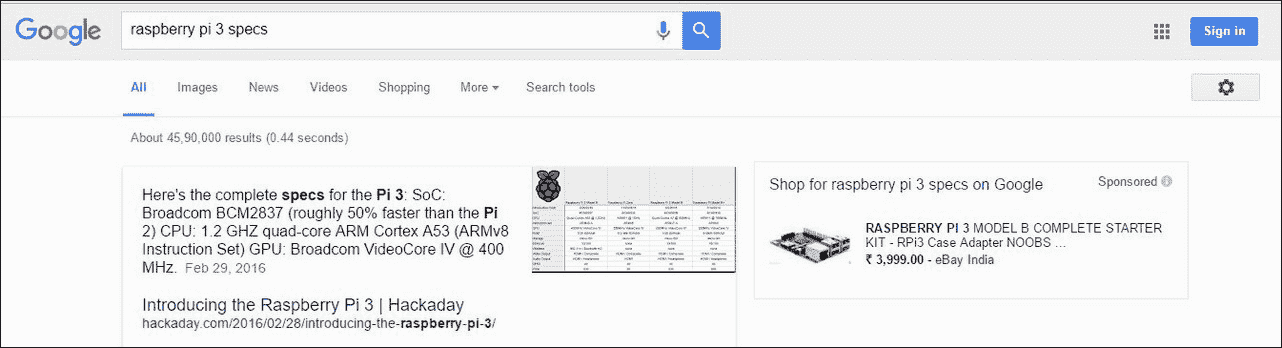 Google
raspberry pi 3 specs
Sign in
All Images News Videos Shopping More Search tools
About 45,90,000 results (0.44 seconds)
Here's the complete specs for the Pi 3: SoC:
Broadcom BCM2837 (roughly 50% faster than the Pi
2) CPU: 1.2 GHZ quad-core ARM Cortex A53 (ARMv8
Instruction Set) GPU: Broadcom VideoCore IV @ 400
MHz. Feb 29, 2016
Introducing the Raspberry Pi 3 | Hackaday
hackaday.com/2016/02/28/introducing-the-raspberry-pi-3/
Shop for raspberry pi 3 specs on Google
Sponsored
RASPBERRY PI 3 MODEL B COMPLETE STARTER
KIT - RPi3 Case Adapter NOOBS ...
₹ 3,999.00 - eBay India